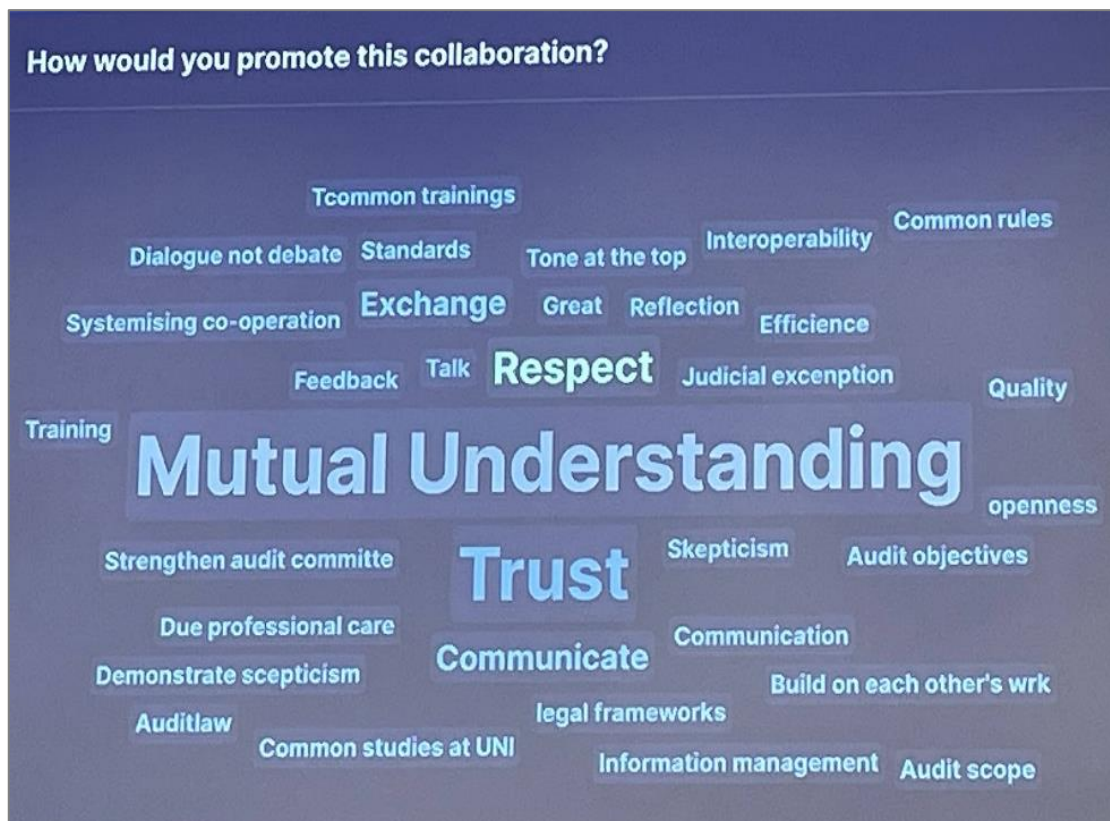 How would you promote this collaboration?
Tcommon trainings
Common rules
Dialogue not debate
Standards
Tone at the top
Interoperability
Systemising co-operation
Exchange
Great
Reflection
Efficience
Feedback
Talk
Respect
Judicial excenption
Quality
Training
Mutual Understanding
openness
Strengthen audit committe
Trust
Skepticism
Audit objectives
Due professional care
Communicate
Communication
Demonstrate scepticism
Build on each other's wrk
Auditlaw
legal frameworks
Common studies at UNI
Information management
Audit scope